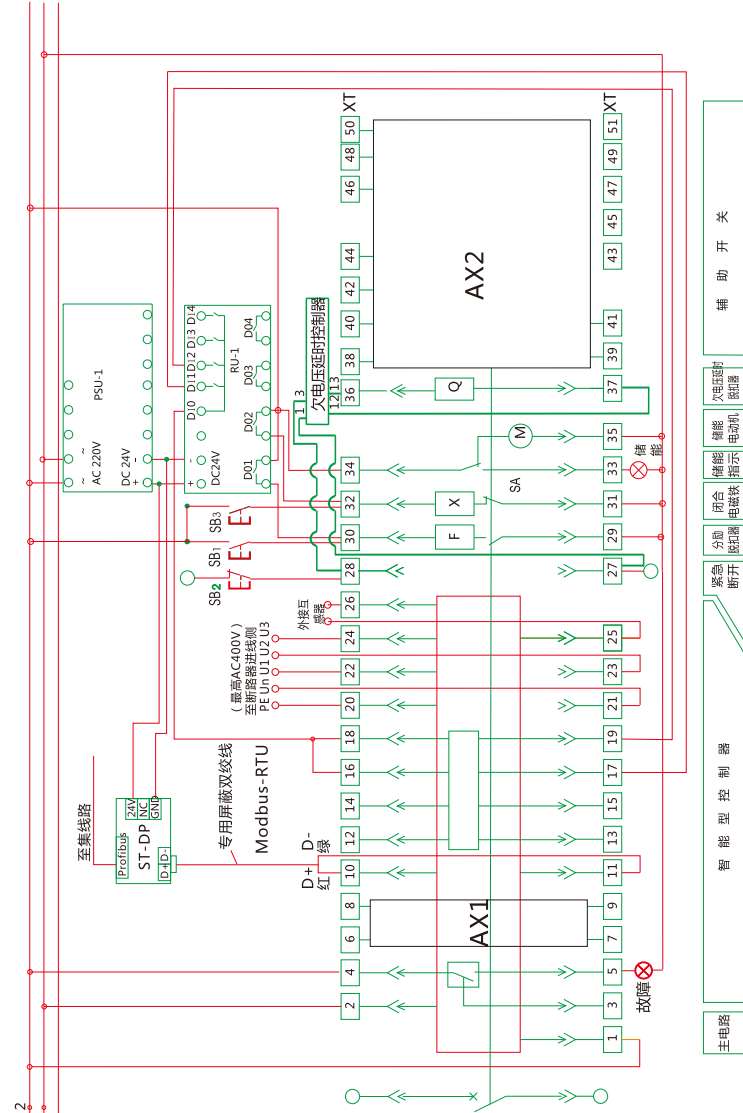 2
XT
50
48
46
44
42
40
38
36
34
32
30
28
26
24
22
20
18
16
14
12
10
8
6
4
2
XT
51
49
47
45
43
41
39
37
35
33
31
29
27
25
23
21
19
17
15
13
11
9
7
5
3
1
AX2
AX1
PSU-1
~ ~
AC 220V
DC 24V
+ -
RU-1
DI0 DI1 DI2 DI3 DI4
DC24V
+ -
D01 D02 D03 D04
欠电压延时控制器
1 3
12 13
Q
M
X
F
SA
储能
SB3
SB1
SB2
外接互
感器
(最高AC400V)
至断路器进线侧
PE Un U1 U2 U3
至集线路
Profibus
ST-DP
24V
NC
GND
D+ D-
专用屏蔽双绞线
Modbus-RTU
D+ D-
红 绿
故障
主电路
智能型控制器
紧急
断开
分励
脱扣器
闭合
电磁铁
储能
指示
储能
电动机
欠电压延时
脱扣器
辅助开关